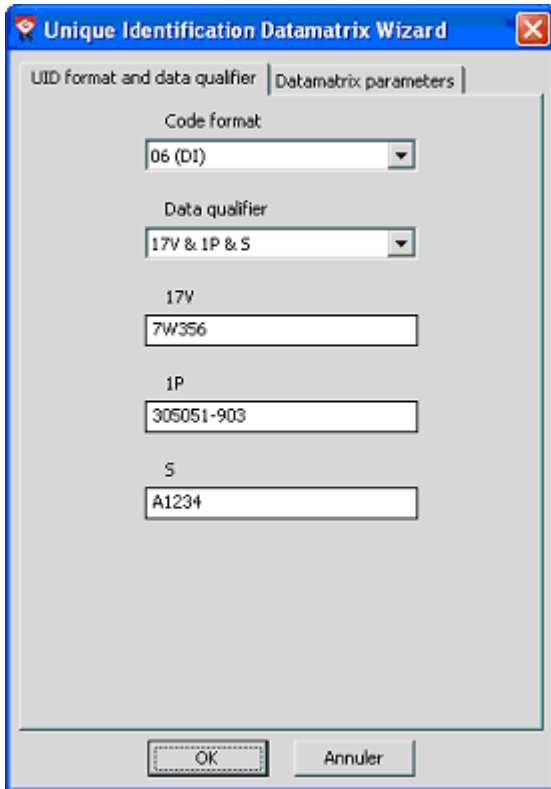 Unique Identification Datamatrix Wizard
UID format and data qualifier
Datamatrix parameters
Code format
06 (DI)
Data qualifier
17V & 1P & S
17V
7W356
1P
305051-903
S
A1234
OK
Annuler